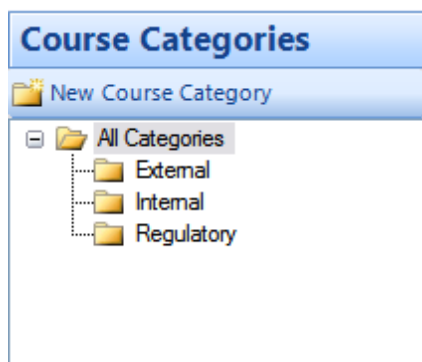 Course Categories
New Course Category
All Categories
External
Internal
Regulatory